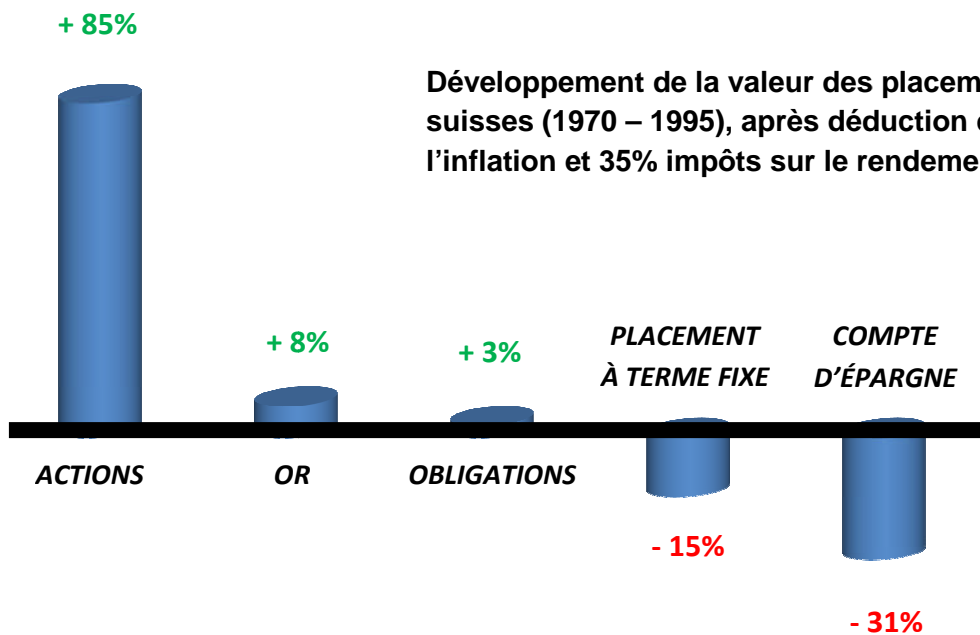 + 85%
Développement de la valeur des placem
suisses (1970 – 1995), après déduction
l'inflation et 35% impôts sur le rendeme
+ 8%
+ 3%
PLACEMENT
À TERME FIXE
COMPTE
D'ÉPARGNE
ACTIONS
OR
OBLIGATIONS
- 15%
- 31%